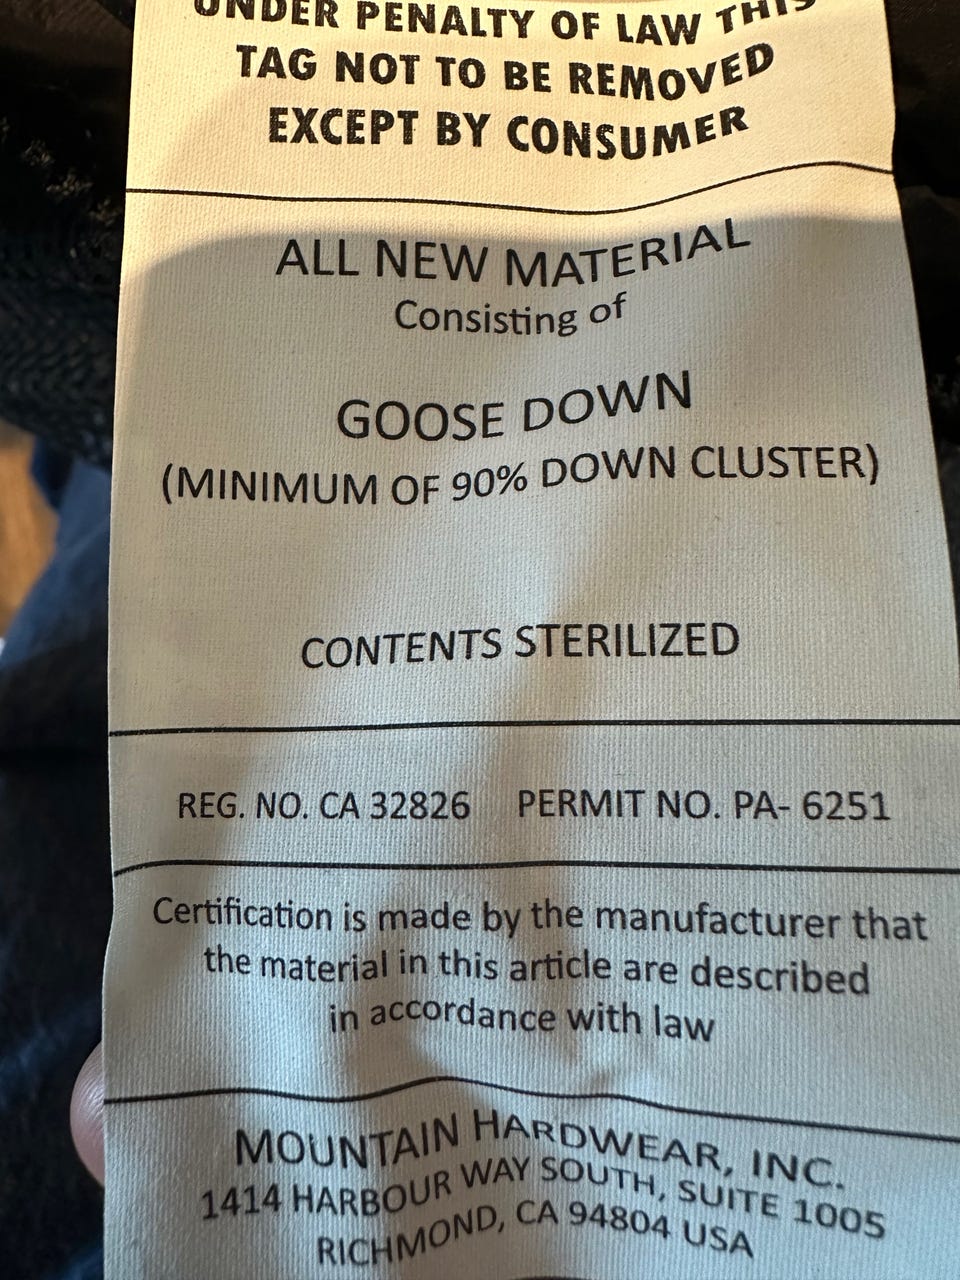 UNDER PENALTY OF LAW THIS
TAG NOT TO BE REMOVED
EXCEPT BY CONSUMER
ALL NEW MATERIAL
Consisting of
GOOSE DOWN
(MINIMUM OF 90% DOWN CLUSTER)
CONTENTS STERILIZED
REG. NO. CA 32826 PERMIT NO. PA- 6251
Certification is made by the manufacturer that
the material in this article are described
in accordance with law
MOUNTAIN HARDWEAR, INC.
1414 HARBOUR WAY SOUTH, SUITE 1005
RICHMOND, CA 94804 USA